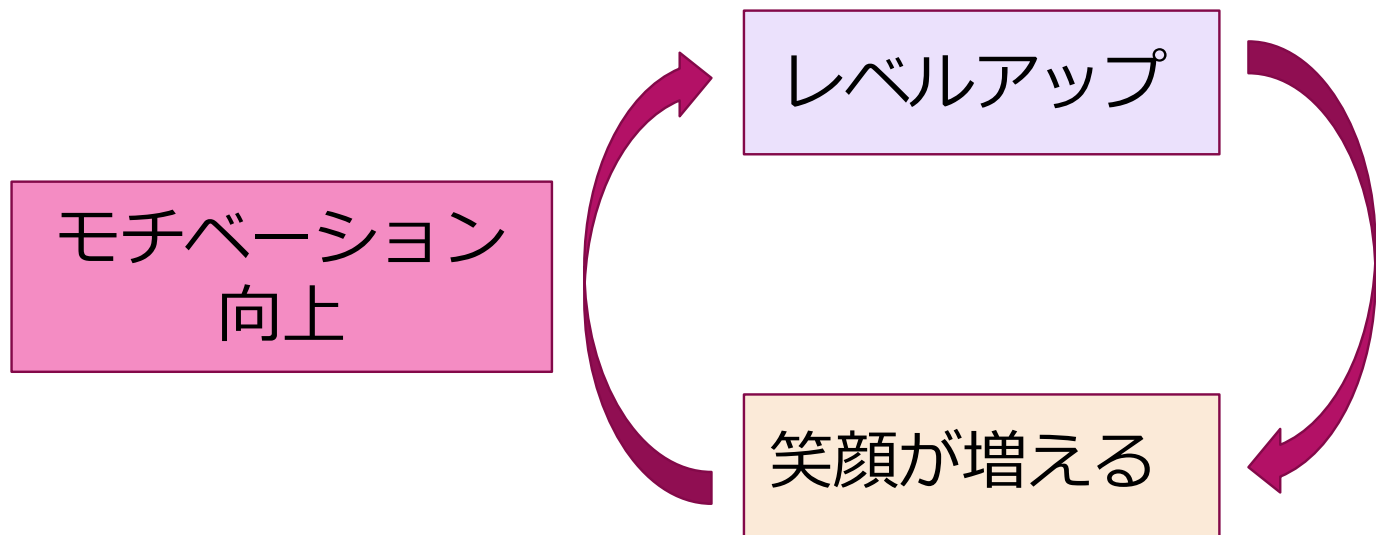 レベルアップ
モチベーション
向上
笑顔が増える